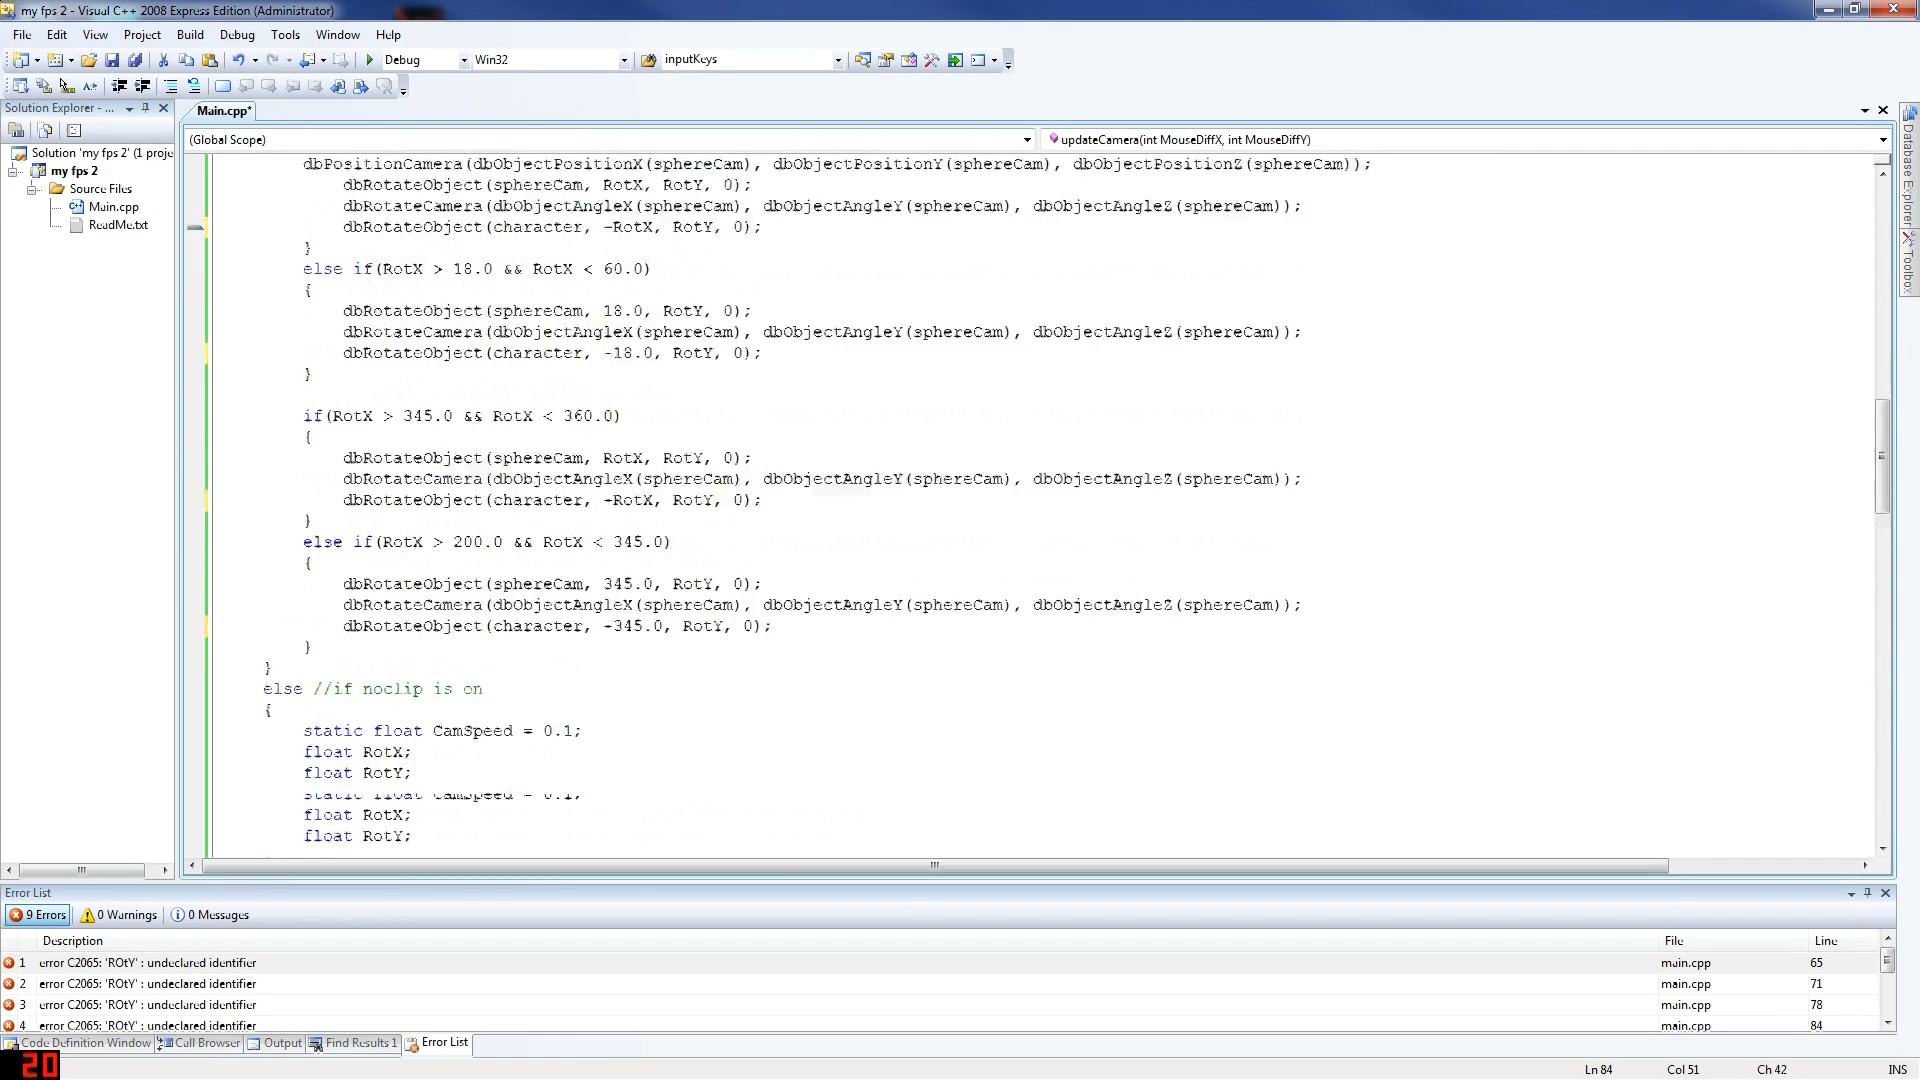 my fps 2 - Visual C++ 2008 Express Edition (Administrator)
File Edit View Project Build Debug Tools Window Help
Debug Win32 inputKeys
Solution Explorer - ...
Main.cpp*
(Global Scope) updateCamera(int MouseDiffX, int MouseDiffY)
Solution 'my fps 2' (1 proje
my fps 2
Source Files
Main.cpp
ReadMe.txt
Database Explorer
Toolbox
dbPositionCamera(dbObjectPositionX(sphereCam), dbObjectPositionY(sphereCam), dbObjectPositionZ(sphereCam));
dbRotateObject(sphereCam, RotX, RotY, 0);
dbRotateCamera(dbObjectAngleX(sphereCam), dbObjectAngleY(sphereCam), dbObjectAngleZ(sphereCam));
dbRotateObject(character, -RotX, RotY, 0);
}
else if(RotX > 18.0 && RotX < 60.0)
{
dbRotateObject(sphereCam, 18.0, RotY, 0);
dbRotateCamera(dbObjectAngleX(sphereCam), dbObjectAngleY(sphereCam), dbObjectAngleZ(sphereCam));
dbRotateObject(character, -18.0, RotY, 0);
}
if(RotX > 345.0 && RotX < 360.0)
{
dbRotateObject(sphereCam, RotX, RotY, 0);
dbRotateCamera(dbObjectAngleX(sphereCam), dbObjectAngleY(sphereCam), dbObjectAngleZ(sphereCam));
dbRotateObject(character, -RotX, RotY, 0);
}
else if(RotX > 200.0 && RotX < 345.0)
{
dbRotateObject(sphereCam, 345.0, RotY, 0);
dbRotateCamera(dbObjectAngleX(sphereCam), dbObjectAngleY(sphereCam), dbObjectAngleZ(sphereCam));
dbRotateObject(character, -345.0, RotY, 0);
}
}
else //if noclip is on
{
static float CamSpeed = 0.1;
float RotX;
float RotY;
static float CamSpeed = 0.1;
float RotX;
float RotY;
Error List
9 Errors 0 Warnings 0 Messages
Description File Line
1 error C2065: 'ROtY' : undeclared identifier main.cpp 65
2 error C2065: 'ROtY' : undeclared identifier main.cpp 71
3 error C2065: 'ROtY' : undeclared identifier main.cpp 78
4 error C2065: 'ROtY' : undeclared identifier main.cpp 84
Code Definition Window Call Browser Output Find Results 1 Error List
20
Ln 84 Col 51 Ch 42 INS